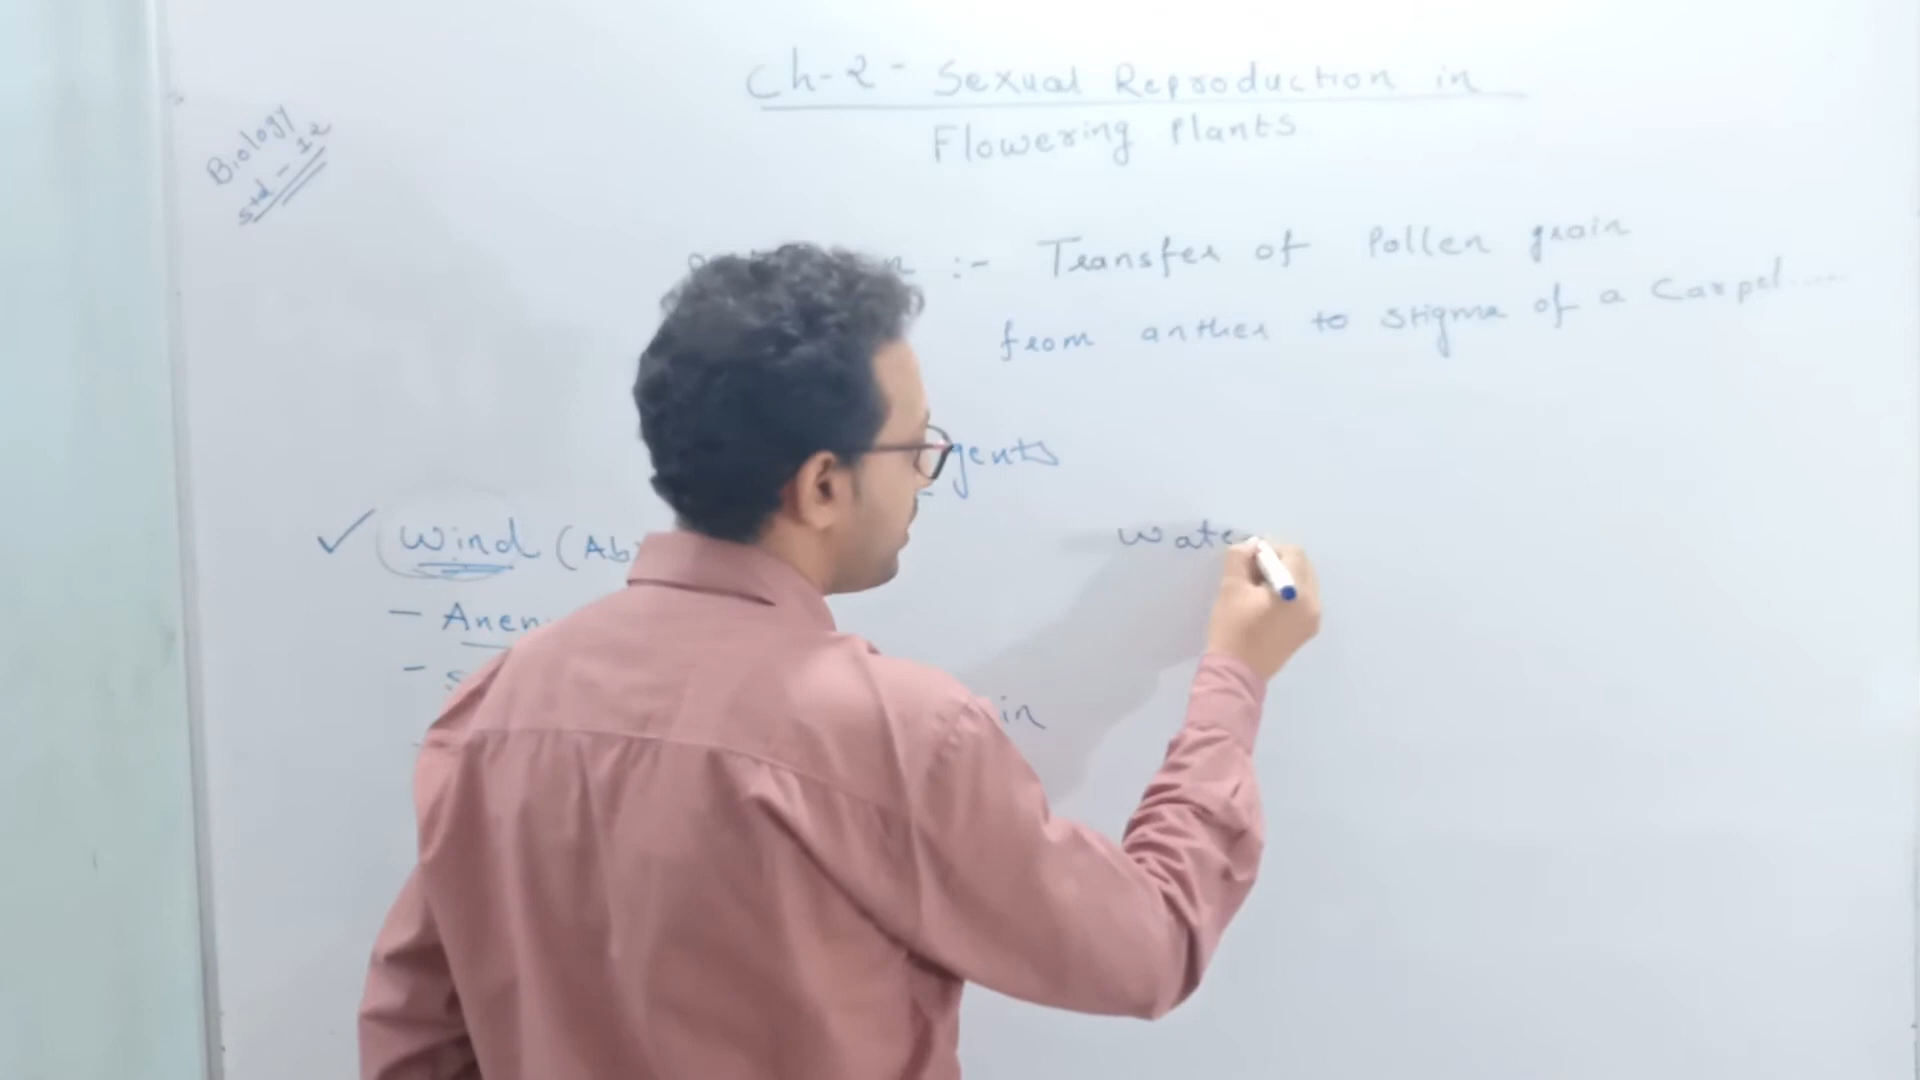 Ch-2- Sexual Reproduction in
Flowering Plants
Biology
std - 12
:- Transfer of Pollen grain
from anther to stigma of a Carpel.....
gents
✓ Wind (Ab
wate
- Anen
- S
in